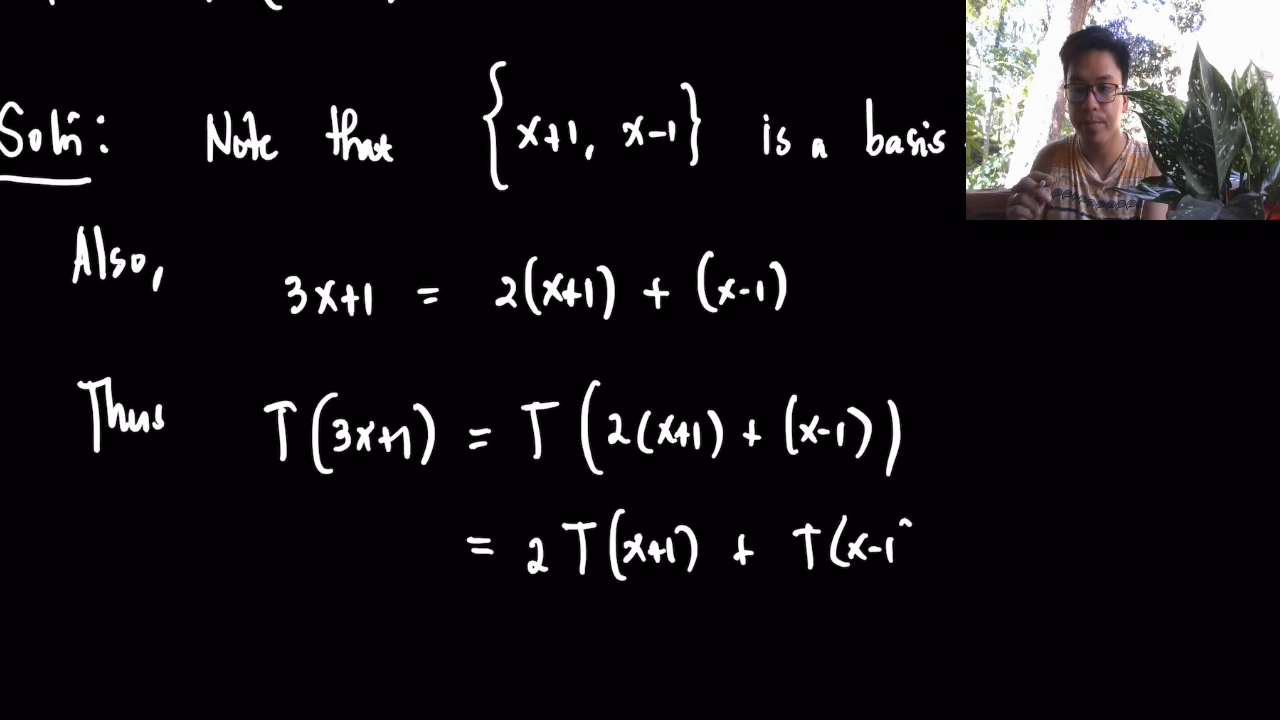 Soln: Note that {x+1, x-1} is a basis
Also, 3x+1 = 2(x+1) + (x-1)
Thus T(3x+1) = T(2(x+1) + (x-1))
= 2T(x+1) + T(x-1